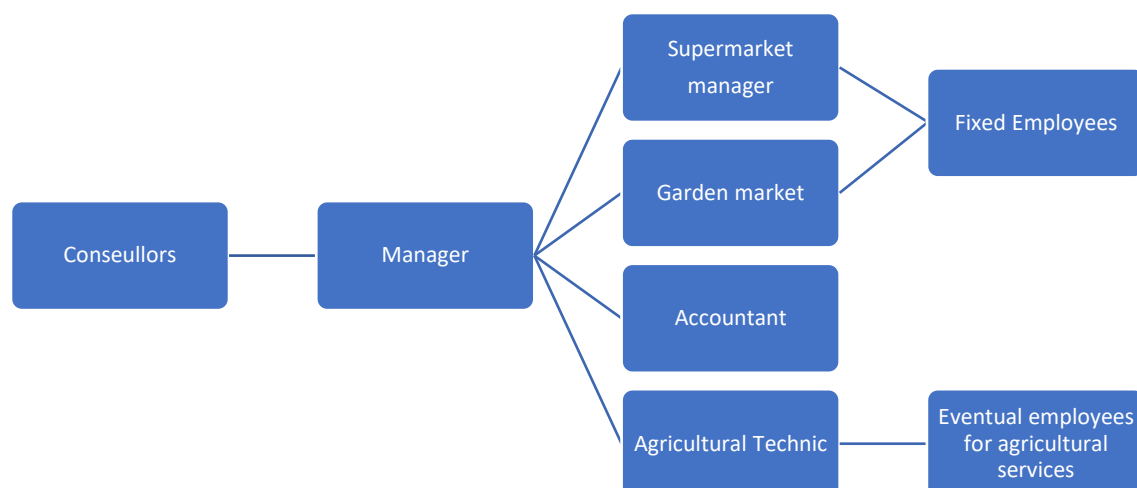 Supermarket
manager
Fixed Employees
Garden market
Conseullors
Manager
Accountant
Agricultural Technic
Eventual employees
for agricultural
services